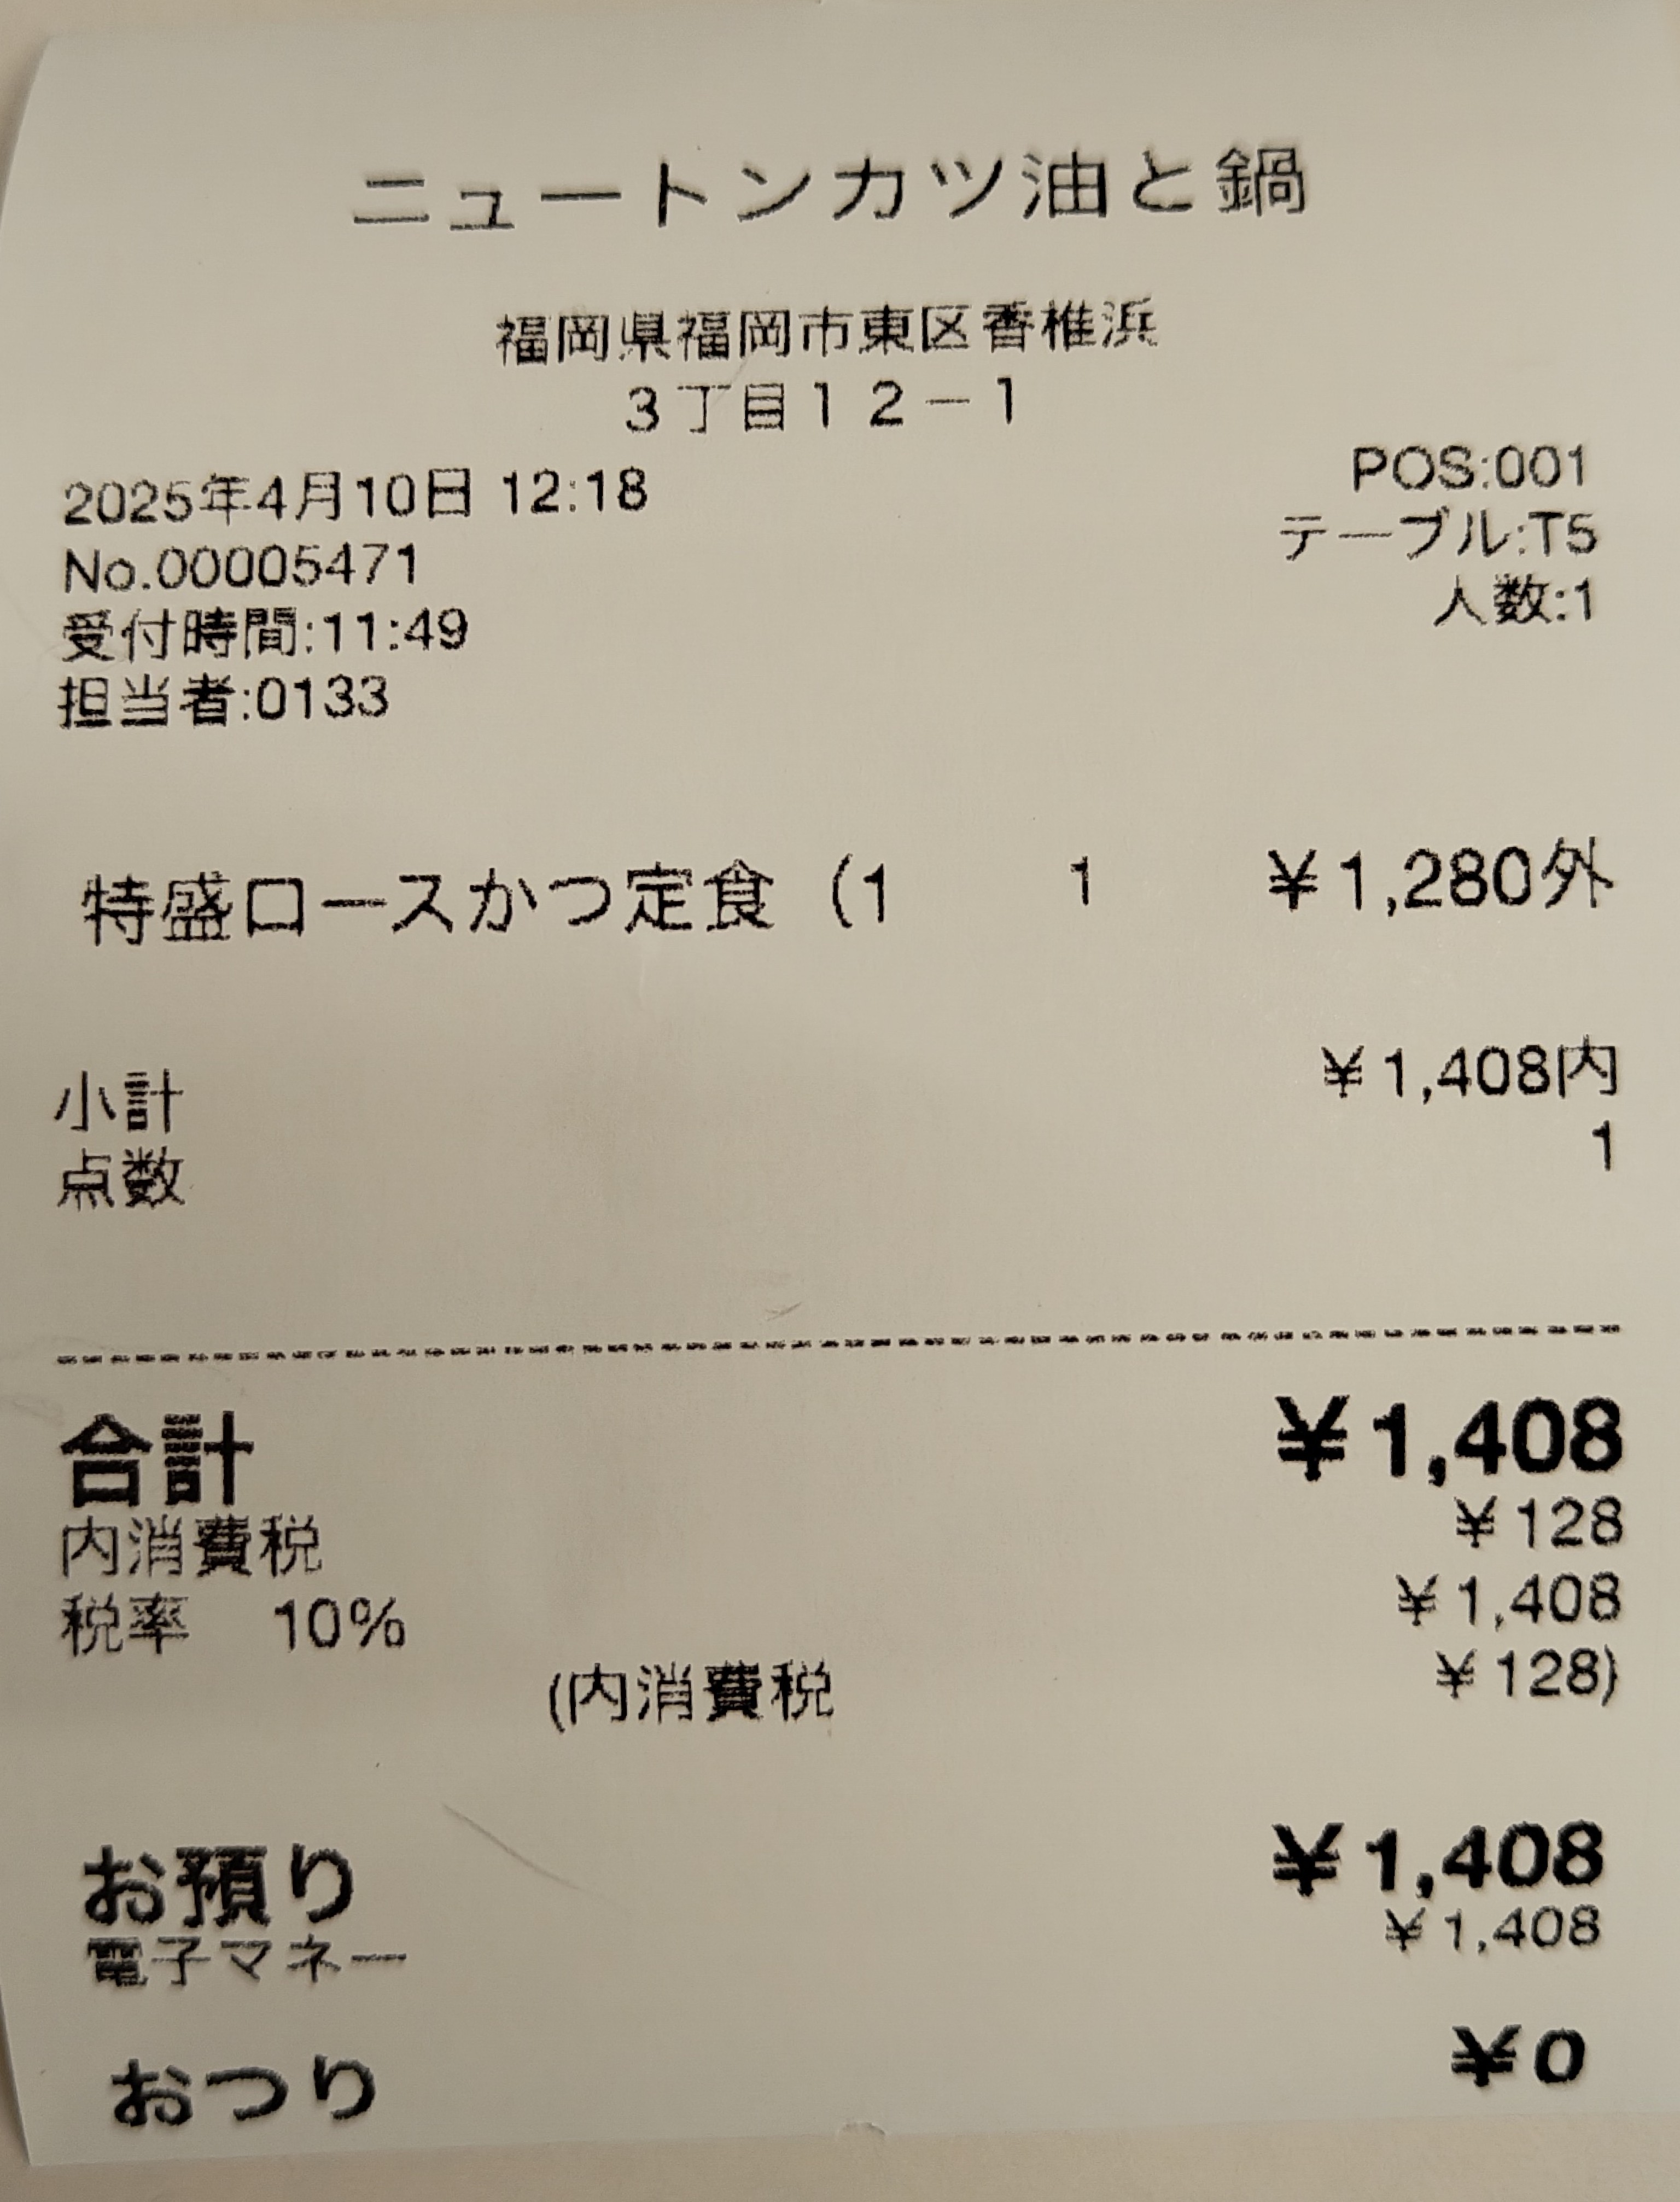 ニュートンカツ油と鍋
福岡県福岡市東区香椎浜
3丁目12-1
POS:001
2025年4月10日 12:18
テーブル:T5
No.00005471
人数:1
受付時間:11:49
担当者:0133
特盛ロースかつ定食 (1 1 ¥1,280外
小計 ¥1,408内
点数 1
合計 ¥1,408
内消費税 ¥128
税率 10% ¥1,408
(内消費税 ¥128)
お預り ¥1,408
電子マネー ¥1,408
おつり ¥0